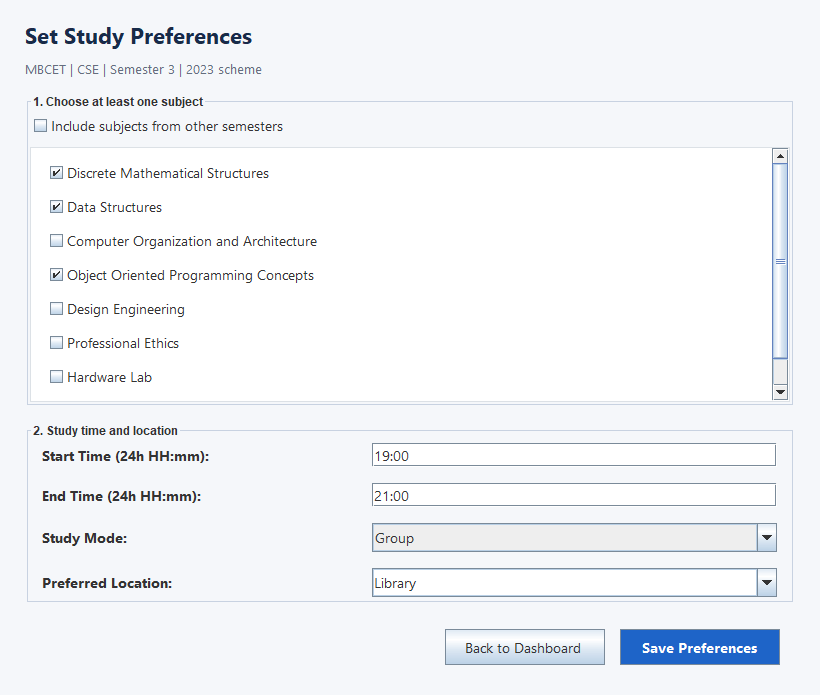 Set Study Preferences
MBCET | CSE | Semester 3 | 2023 scheme
1. Choose at least one subject
Include subjects from other semesters
Discrete Mathematical Structures
Data Structures
Computer Organization and Architecture
Object Oriented Programming Concepts
Design Engineering
Professional Ethics
Hardware Lab
2. Study time and location
Start Time (24h HH:mm): 19:00
End Time (24h HH:mm): 21:00
Study Mode: Group
Preferred Location: Library
Back to Dashboard Save Preferences